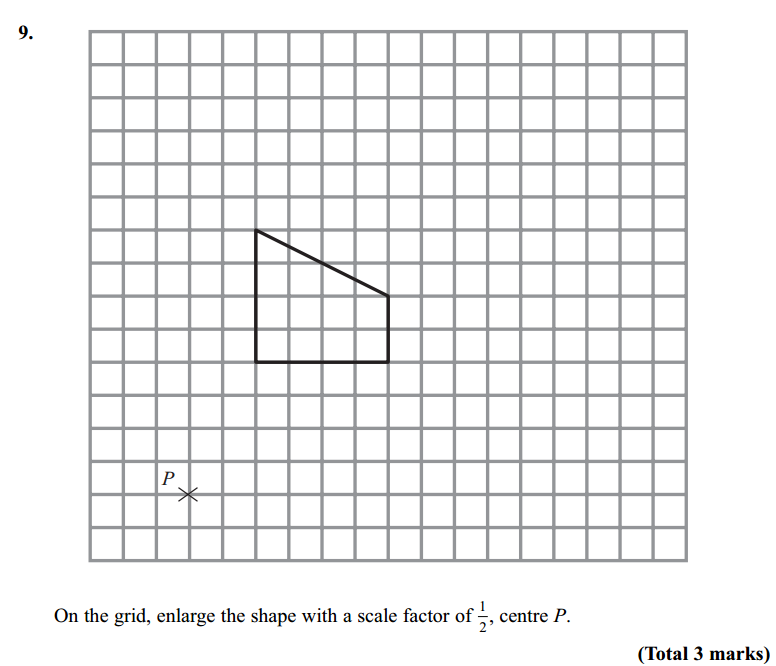 9.
P
On the grid, enlarge the shape with a scale factor of 1/2, centre P.
(Total 3 marks)